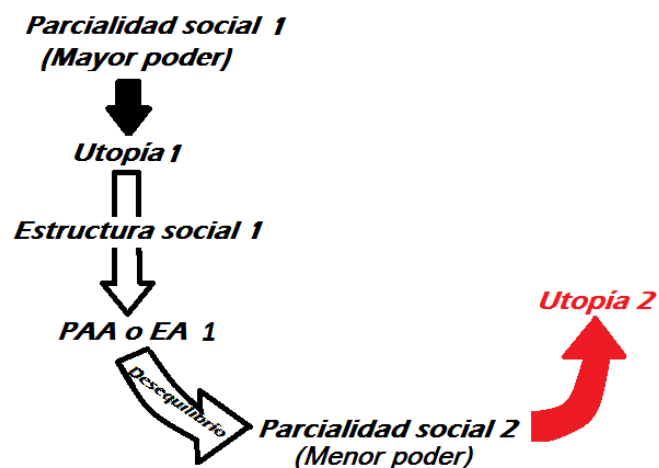 Parcialidad social 1
(Mayor poder)
Utopía 1
Estructura social 1
PAA o EA 1
Desequilibrio
Utopía 2
Parcialidad social 2
(Menor poder)